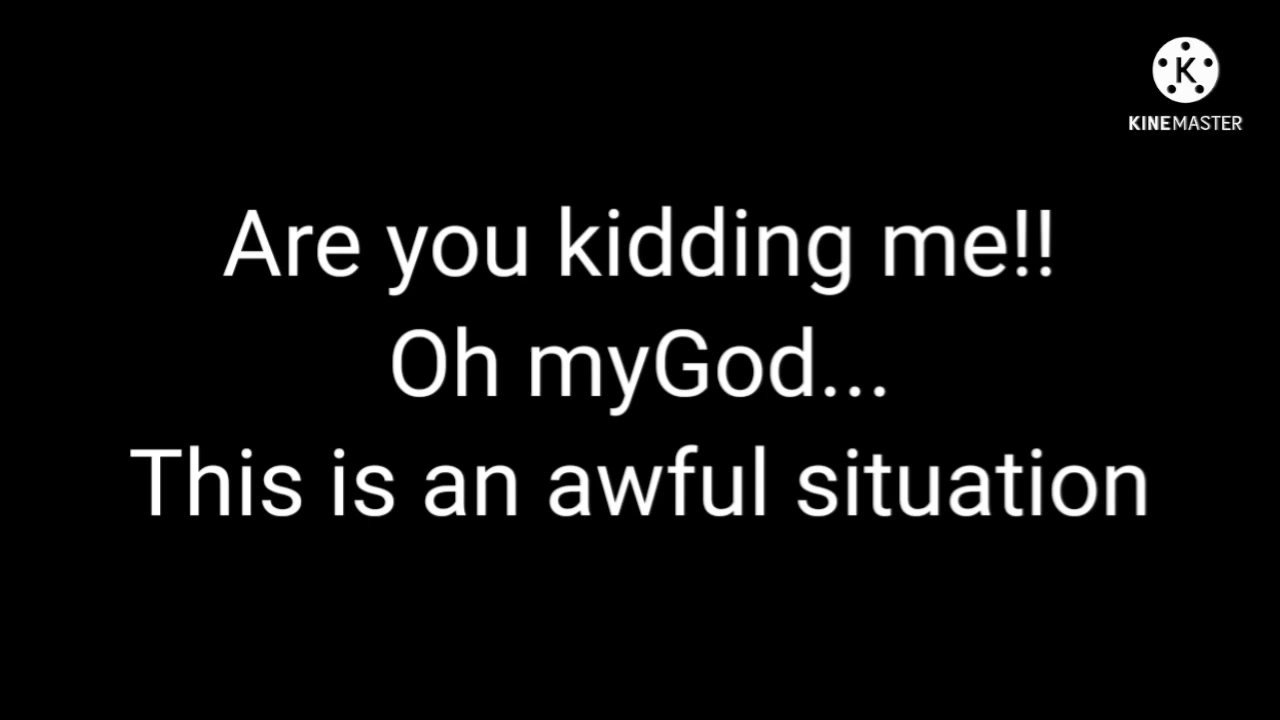 K
KINEMASTER
Are you kidding me!!
Oh myGod...
This is an awful situation